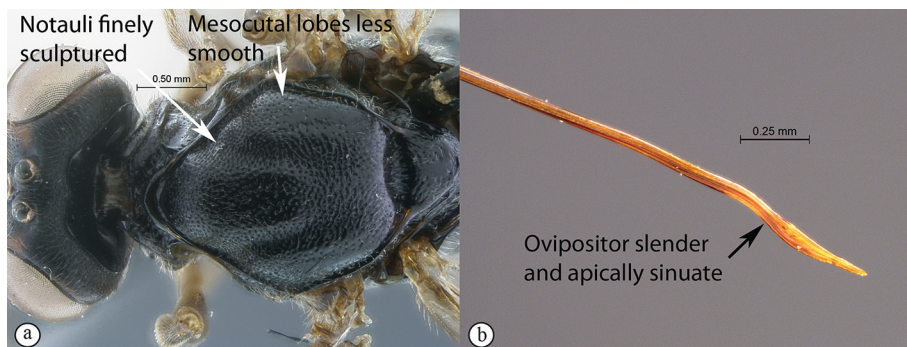 Notauli finely
sculptured
Mesocutal lobes less
smooth
0.50 mm
a
0.25 mm
Ovipositor slender
and apically sinuate
b